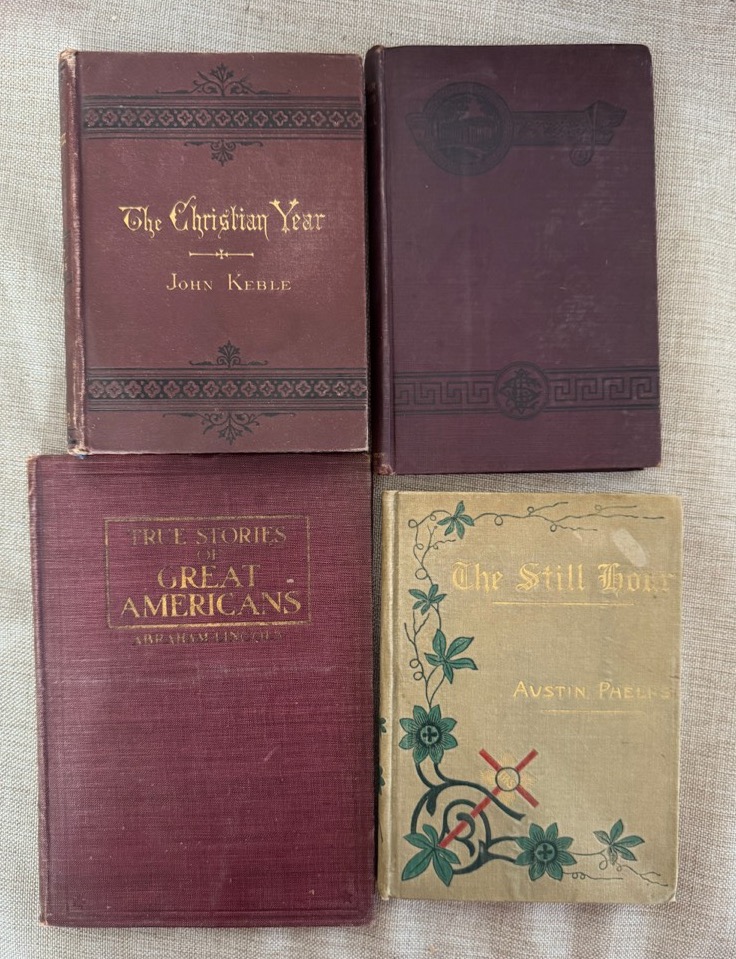 The Christian Year
JOHN KEBLE
TRUE STORIES
OF
GREAT
AMERICANS
ABRAHAM LINCOLN
The Still Hour
AUSTIN PHELPS